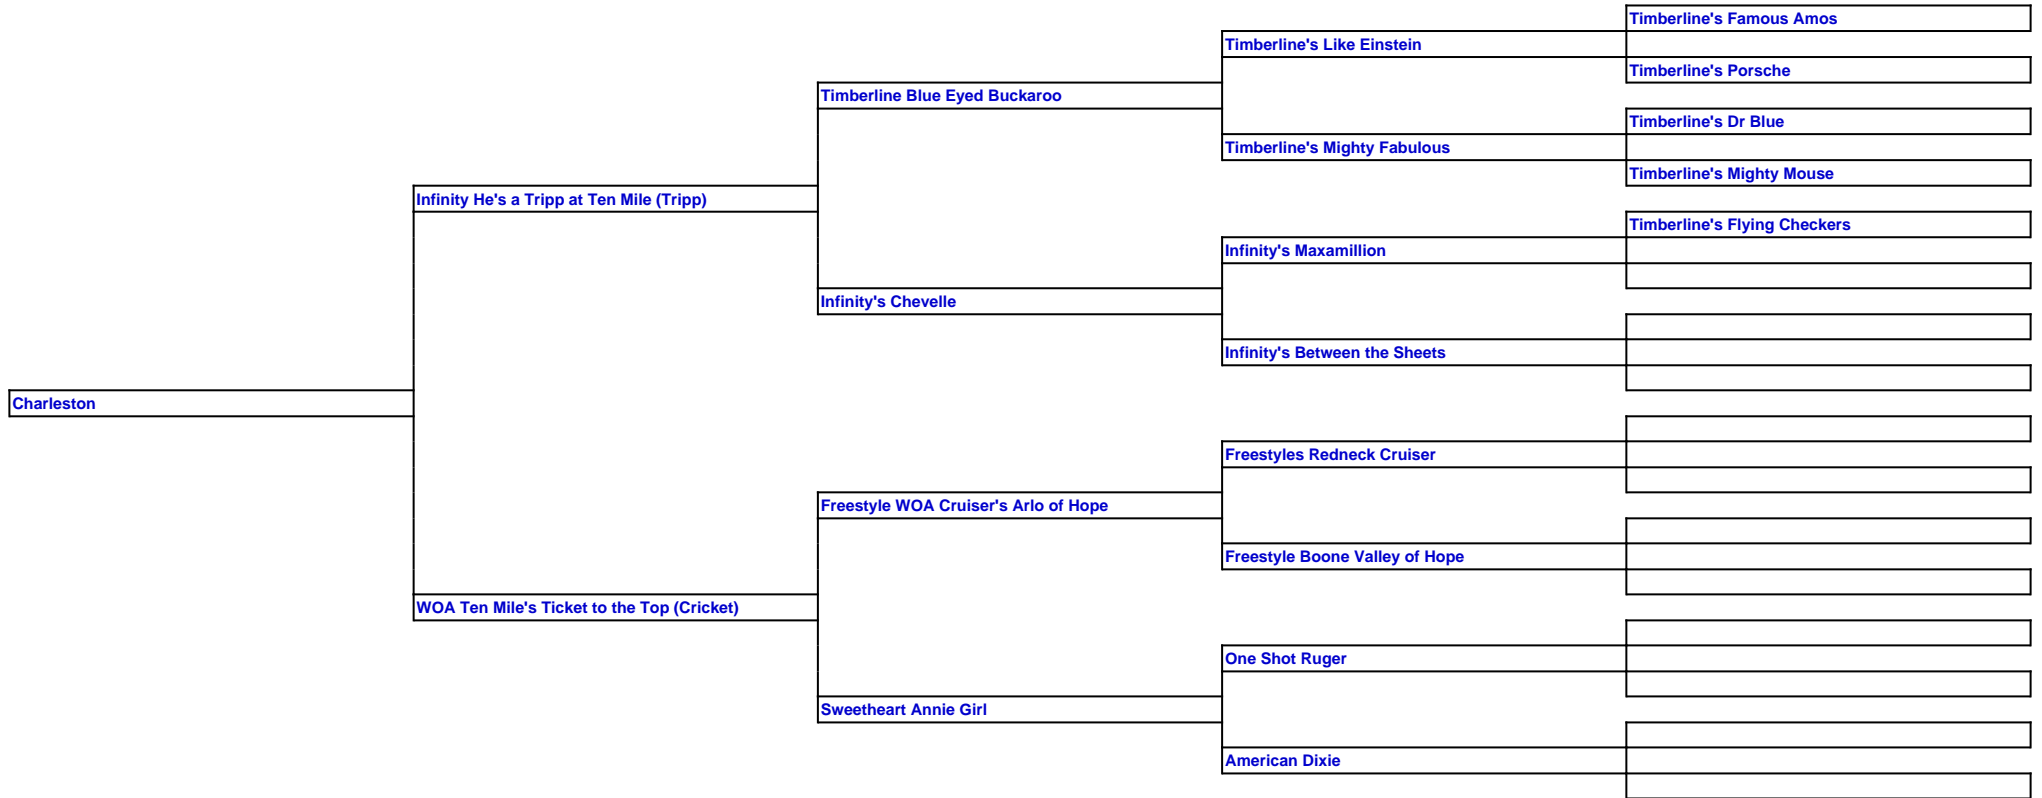 Timberline's Famous Amos
Timberline's Like Einstein
Timberline's Porsche
Timberline Blue Eyed Buckaroo
Timberline's Dr Blue
Timberline's Mighty Fabulous
Timberline's Mighty Mouse
Infinity He's a Tripp at Ten Mile (Tripp)
Timberline's Flying Checkers
Infinity's Maxamillion
Infinity's Chevelle
Infinity's Between the Sheets
Charleston
Freestyles Redneck Cruiser
Freestyle WOA Cruiser's Arlo of Hope
Freestyle Boone Valley of Hope
WOA Ten Mile's Ticket to the Top (Cricket)
One Shot Ruger
Sweetheart Annie Girl
American Dixie